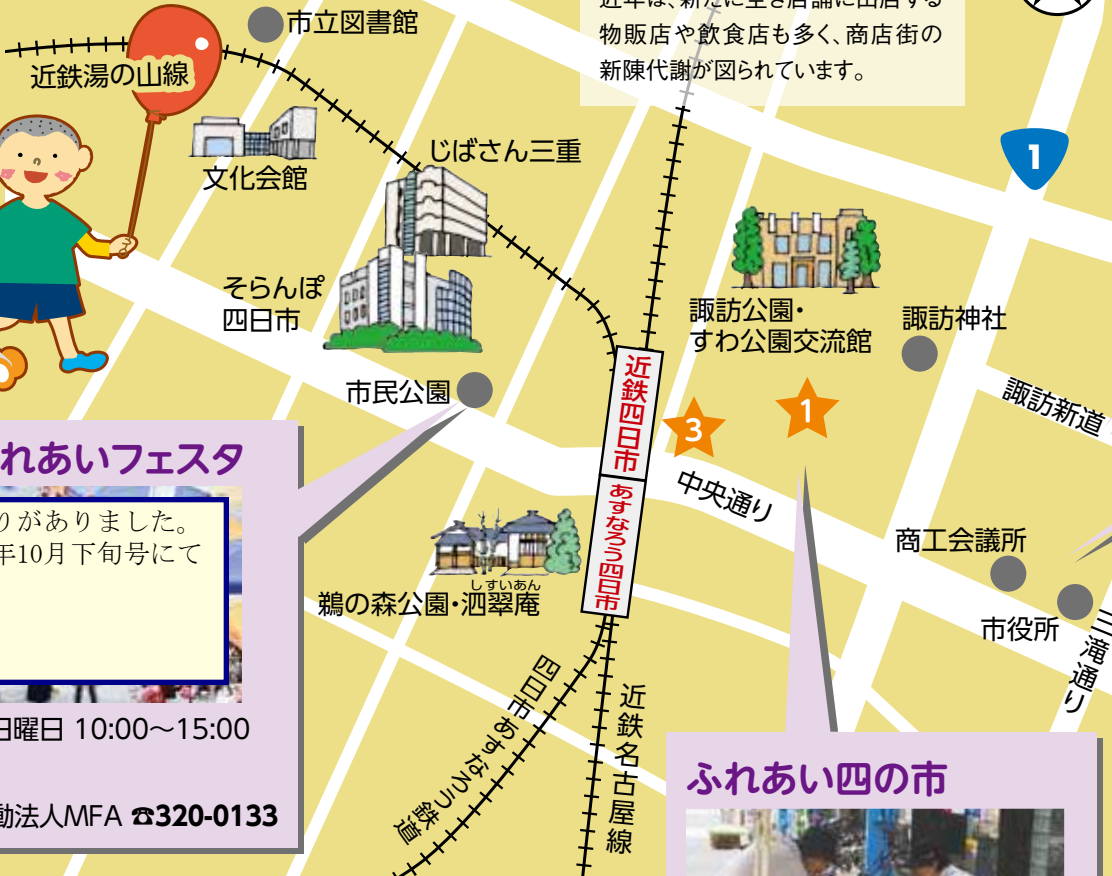 近年は、新たに空き店舗に出店する
物販店や飲食店も多く、商店街の
新陳代謝が図られています。
市立図書館
近鉄湯の山線
文化会館
じばさん三重
1
そらんぽ
四日市
諏訪公園・
すわ公園交流館
諏訪神社
市民公園
近鉄四日市
3
1
諏訪新道
れあいフェスタ
中央通り
りがありました。
年10月下旬号にて
あすなろう四日市
商工会議所
しすいあん
鵜の森公園・泗翠庵
市役所
三滝通り
四日市あすなろう鉄道
近鉄名古屋線
日曜日 10:00～15:00
動法人MFA ☎320-0133
ふれあい四の市